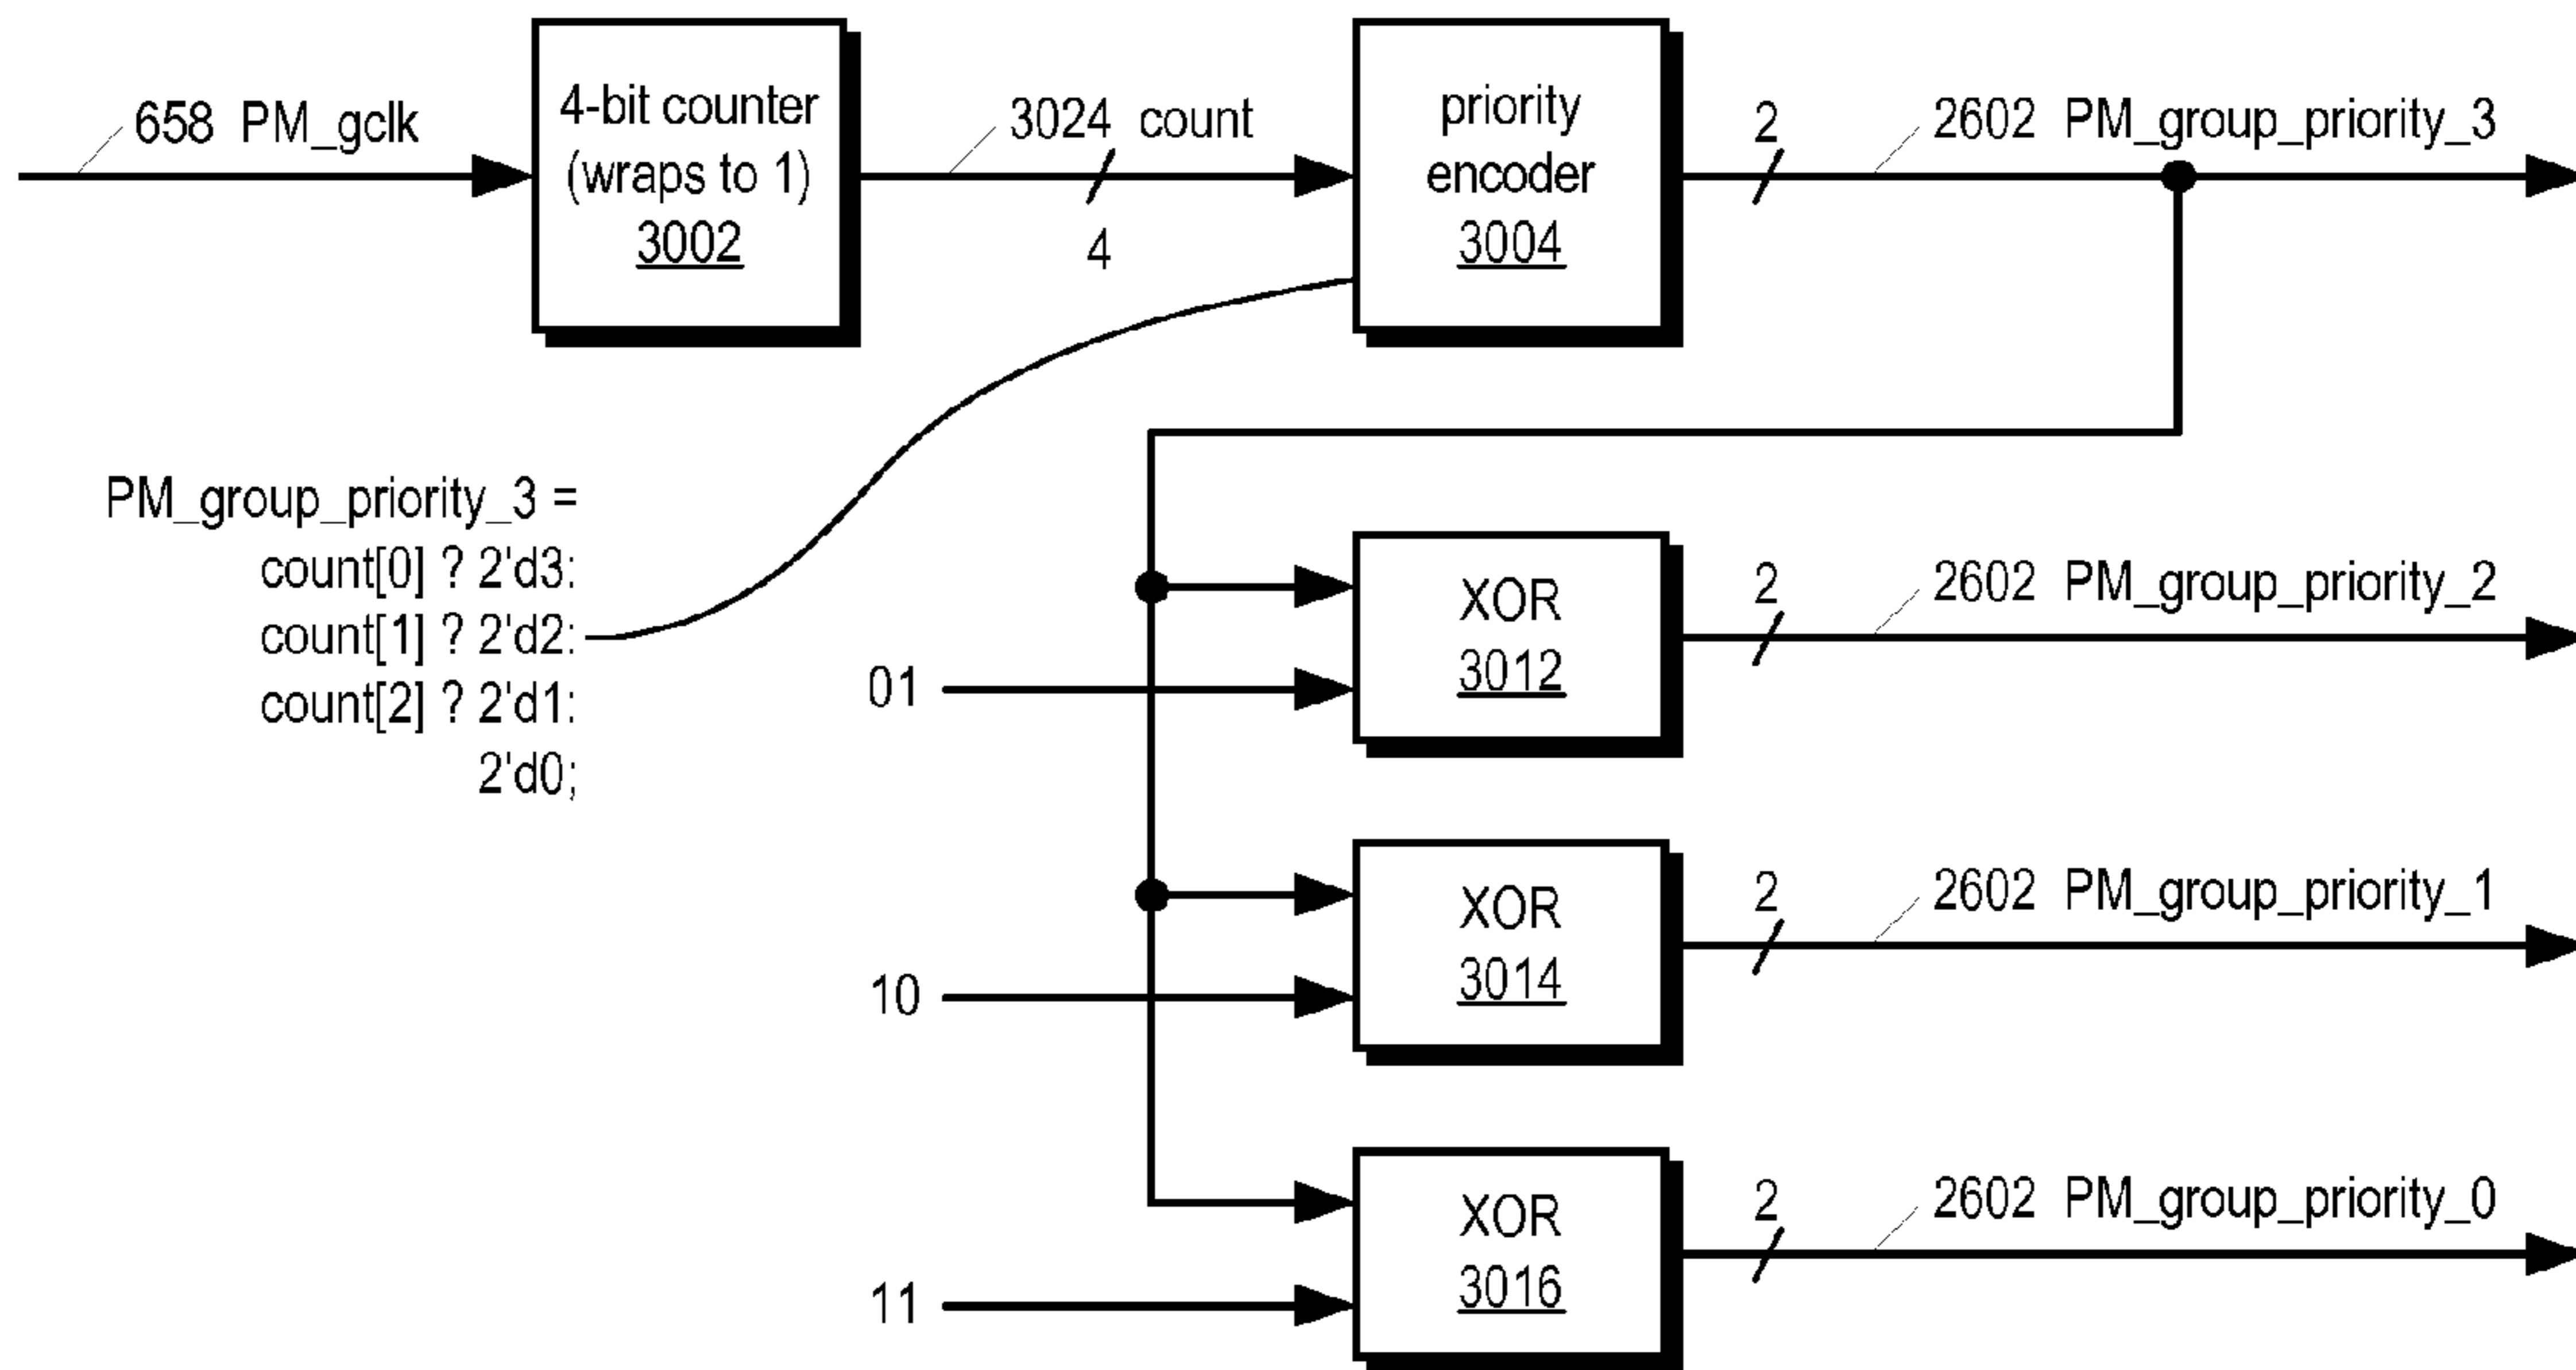 658 PM_gclk
4-bit counter
(wraps to 1)
3002
3024 count
4
priority
encoder
3004
2
2602 PM_group_priority_3
PM_group_priority_3 =
count[0] ? 2'd3:
count[1] ? 2'd2:
count[2] ? 2'd1:
2'd0;
01
XOR
3012
2
2602 PM_group_priority_2
10
XOR
3014
2
2602 PM_group_priority_1
11
XOR
3016
2
2602 PM_group_priority_0